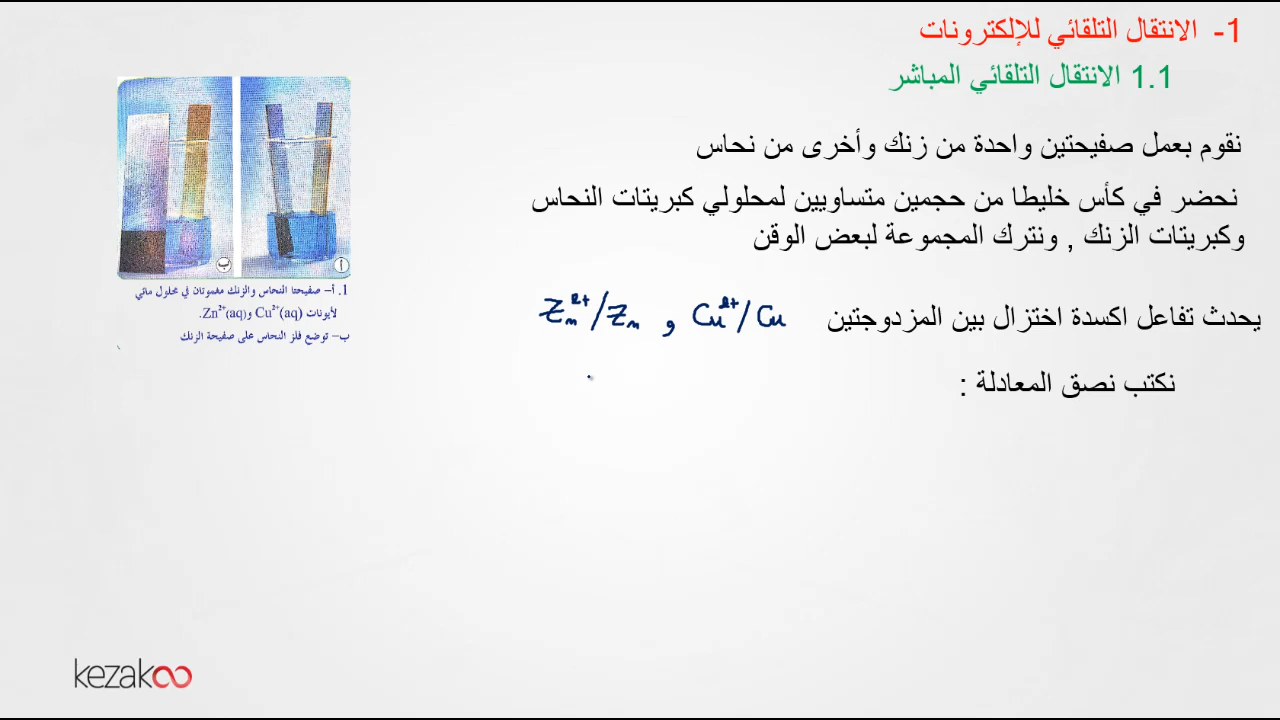 1- الانتقال التلقائي للإلكترونات
1.1 الانتقال التلقائي المباشر
نقوم بعمل صفيحتين واحدة من زنك وأخرى من نحاس
نحضر في كأس خليطا من حجمين متساويين لمحلولي كبريتات النحاس
وكبريتات الزنك , ونترك المجموعة لبعض الوقن
يحدث تفاعل اكسدة اختزال بين المزدوجتين Cu²⁺/Cu و Zn²⁺/Zn
نكتب نصق المعادلة :
ب
أ
1. أ- صفيحتا النحاس والزنك مغمورتان في محلول مائي
لأيونات Cu²⁺(aq) و Zn²⁺(aq).
ب- توضع فلز النحاس على صفيحة الزنك
kezakoo